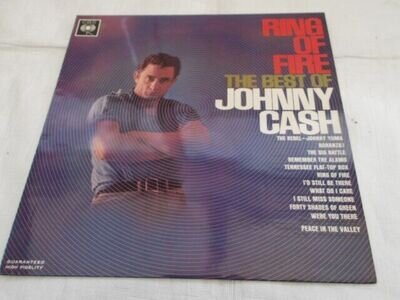 CBS
RING
OF
FIRE
THE BEST OF
JOHNNY
CASH
THE REBEL—JOHNNY YUMA
BONANZA!
THE BIG BATTLE
REMEMBER THE ALAMO
TENNESSEE FLAT-TOP BOX
RING OF FIRE
I'D STILL BE THERE
WHAT DO I CARE
I STILL MISS SOMEONE
FORTY SHADES OF GREEN
WERE YOU THERE
PEACE IN THE VALLEY
GUARANTEED
HIGH FIDELITY